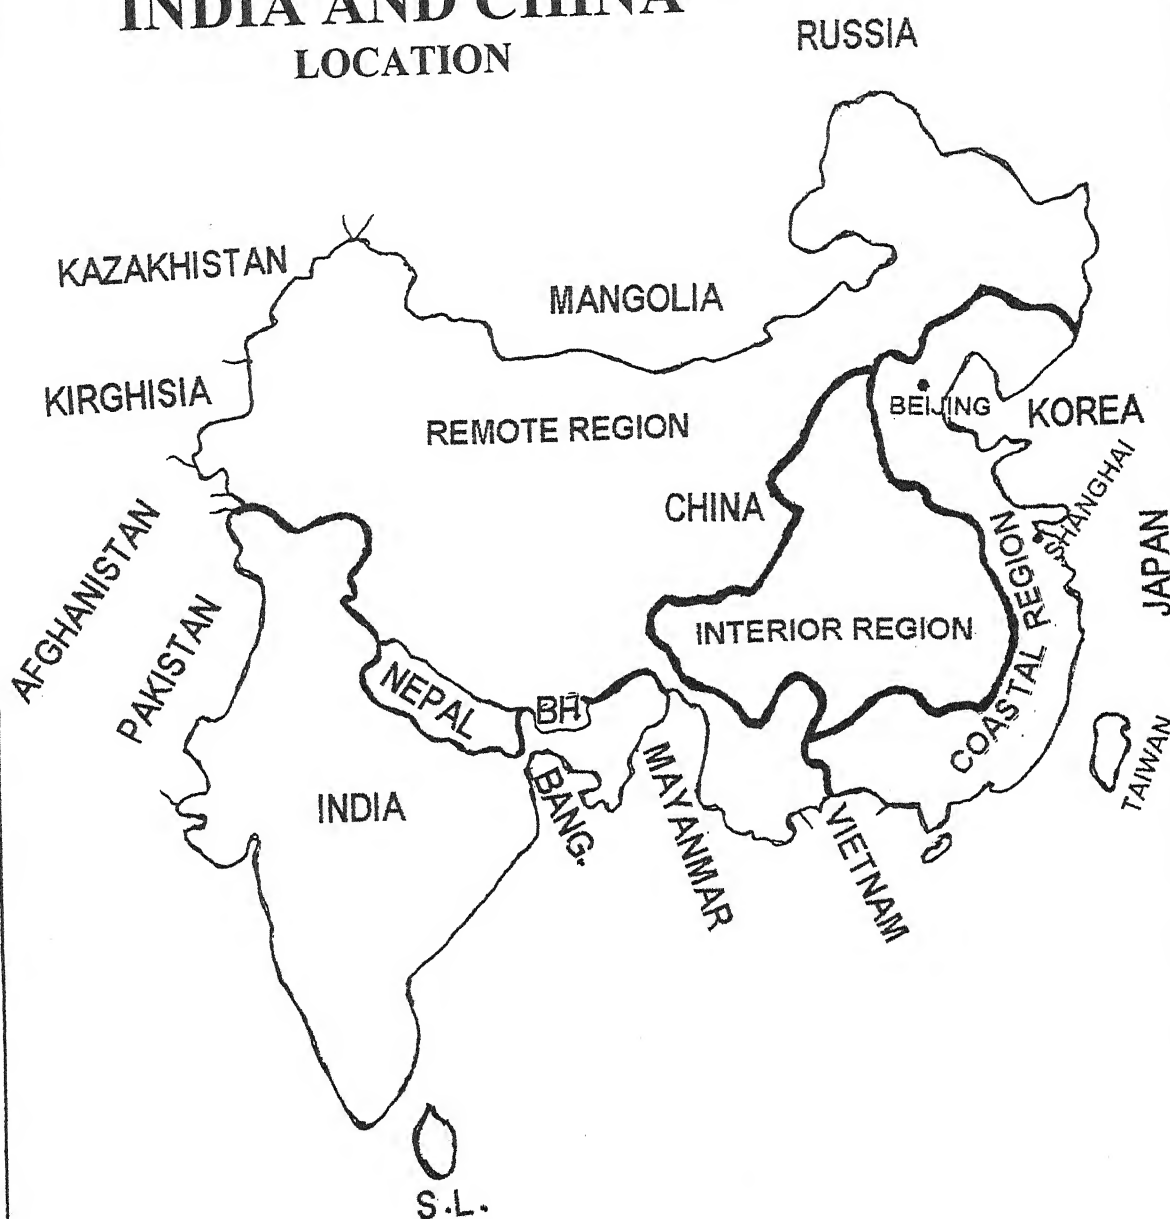 INDIA AND CHINA
LOCATION
RUSSIA
KAZAKHISTAN
MANGOLIA
KIRGHISIA
BEIJING
KOREA
REMOTE REGION
CHINA
SHANGHAI
JAPAN
AFGHANISTAN
PAKISTAN
INTERIOR REGION
COASTAL REGION
NEPAL
BH.
TAIWAN
INDIA
BANG.
MAYANMAR
VIETNAM
S.L.